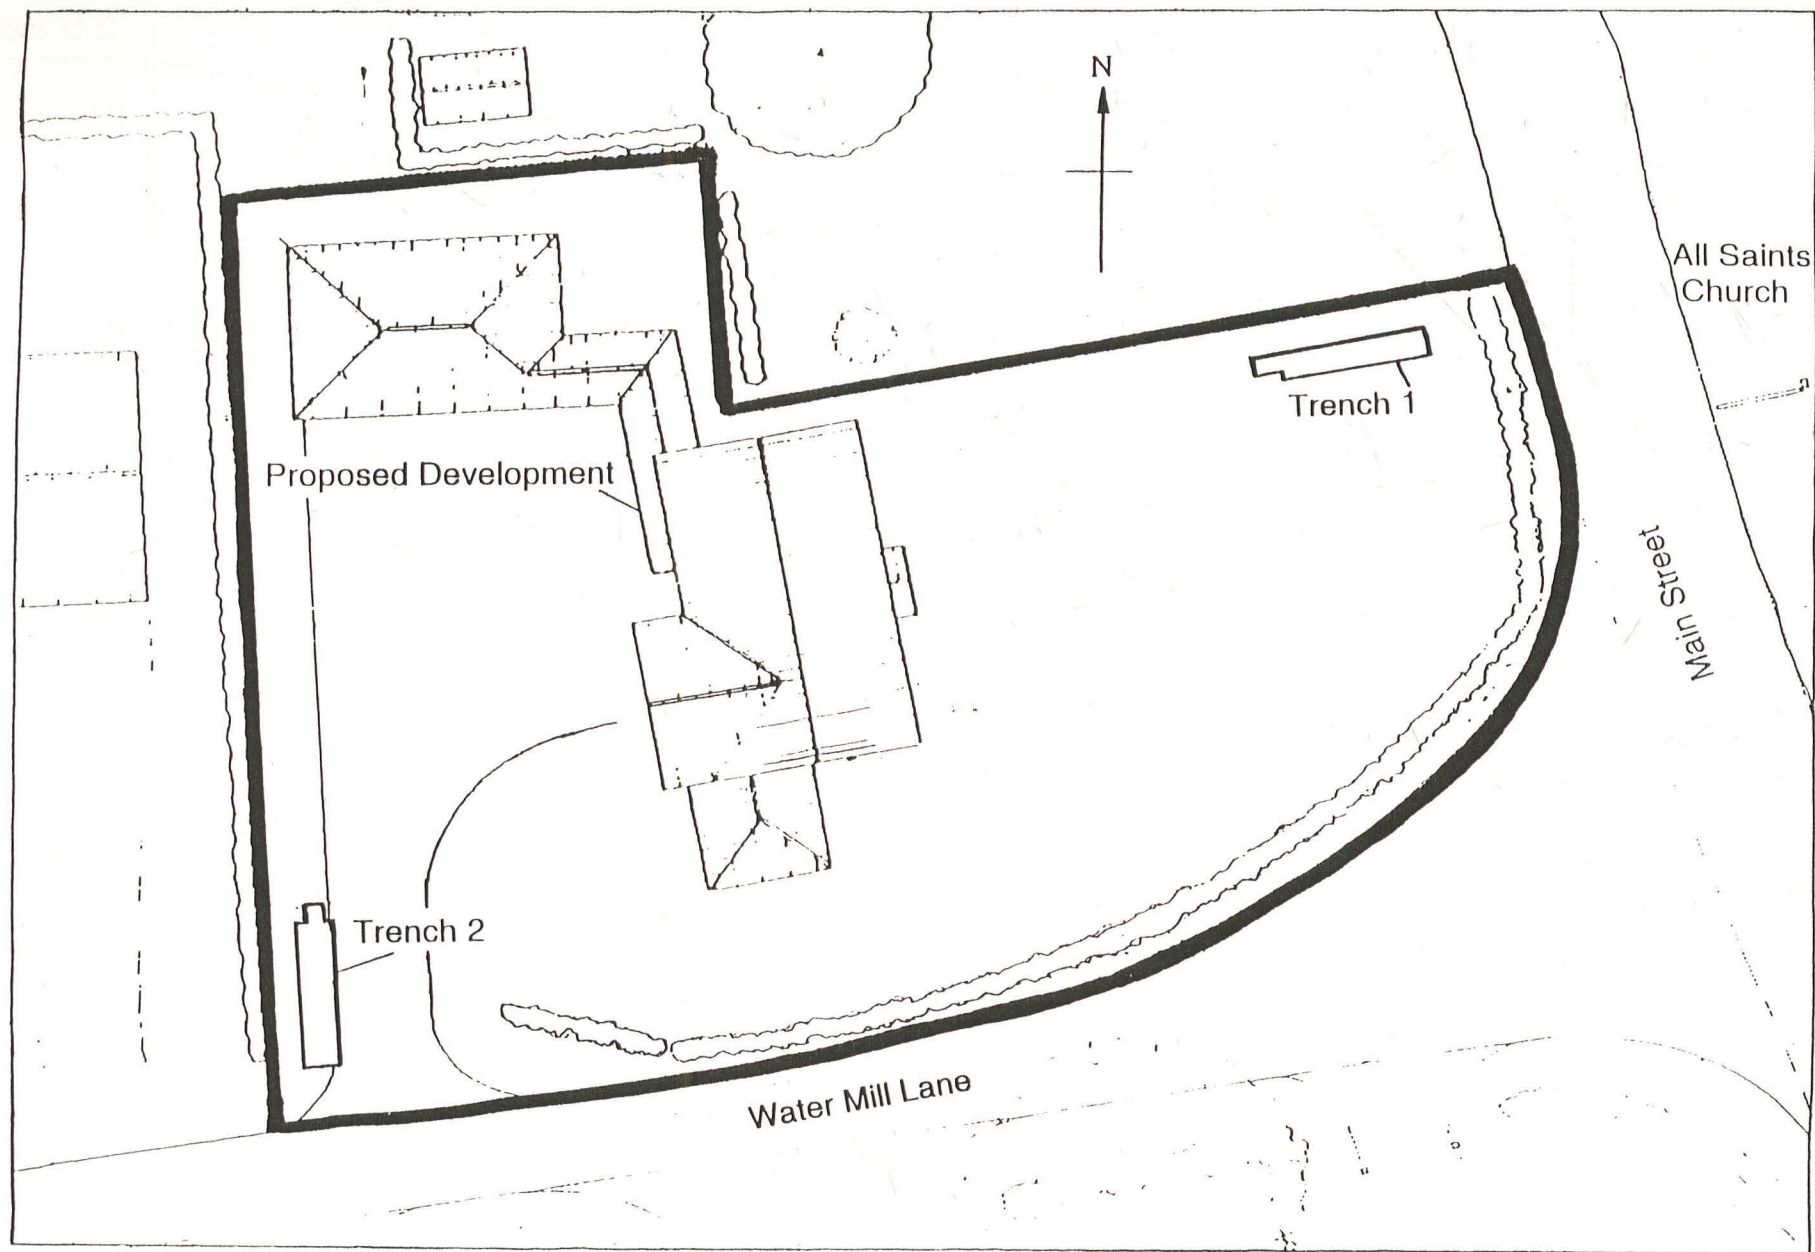 N
All Saints
Church
Trench 1
Proposed Development
Main Street
Trench 2
Water Mill Lane